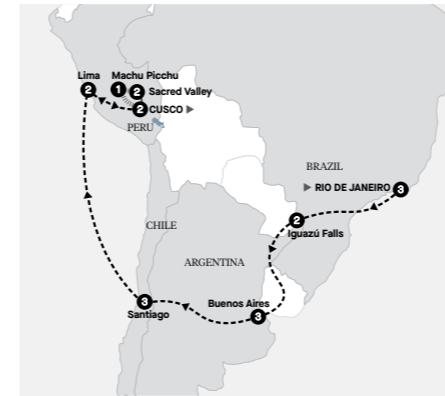 Lima
Machu Picchu
2
1
2
Sacred Valley
2
CUSCO ▶
PERU
BRAZIL
▶ RIO DE JANEIRO
3
2
Iguazú Falls
CHILE
ARGENTINA
3
Santiago
Buenos Aires
3